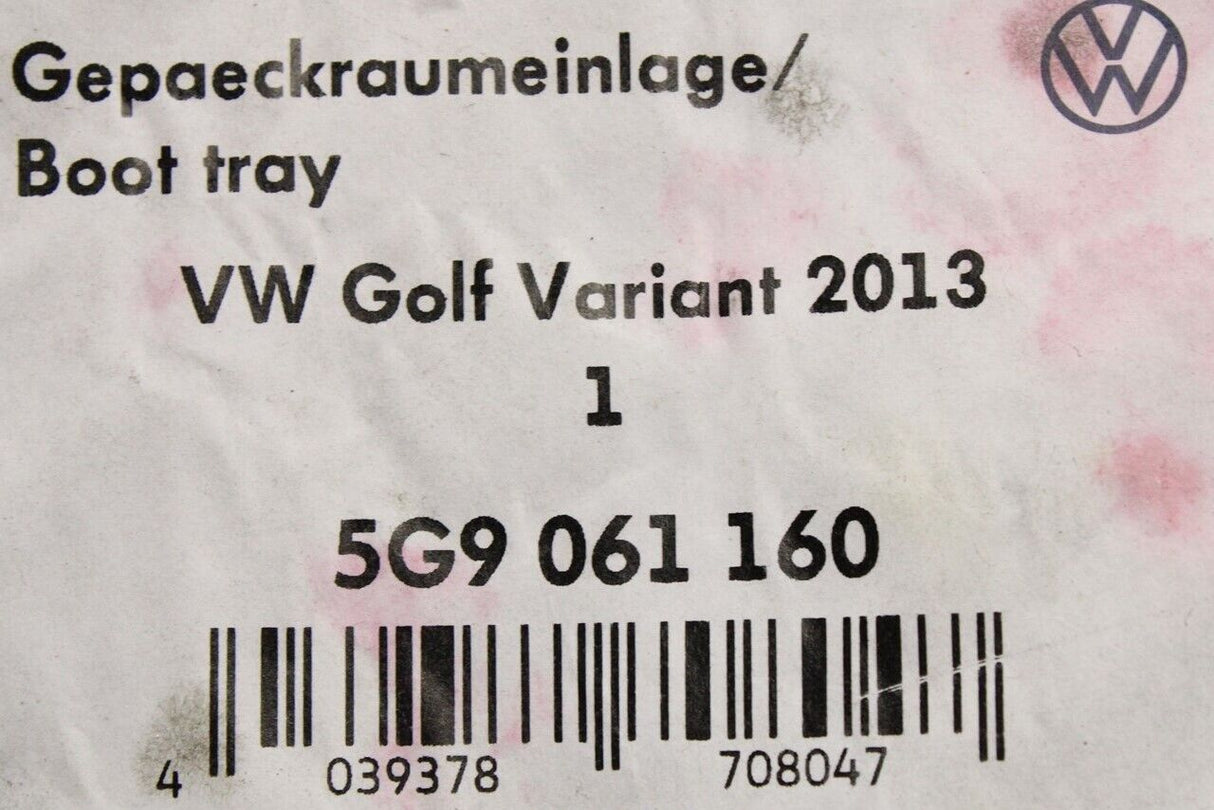 Gepaeckraumeinlage/
Boot tray
VW Golf Variant 2013
1
5G9 061 160
4 039378 708047